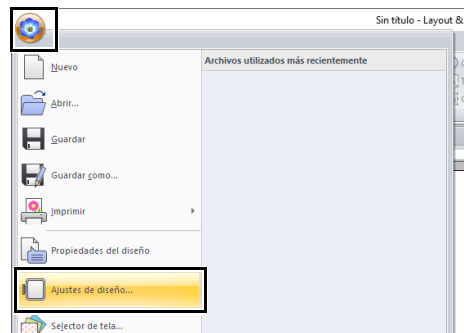 Sin título - Layout &
Nuevo
Archivos utilizados más recientemente
Abrir...
Guardar
Guardar como...
Imprimir
Propiedades del diseño
Ajustes de diseño...
Selector de tela...